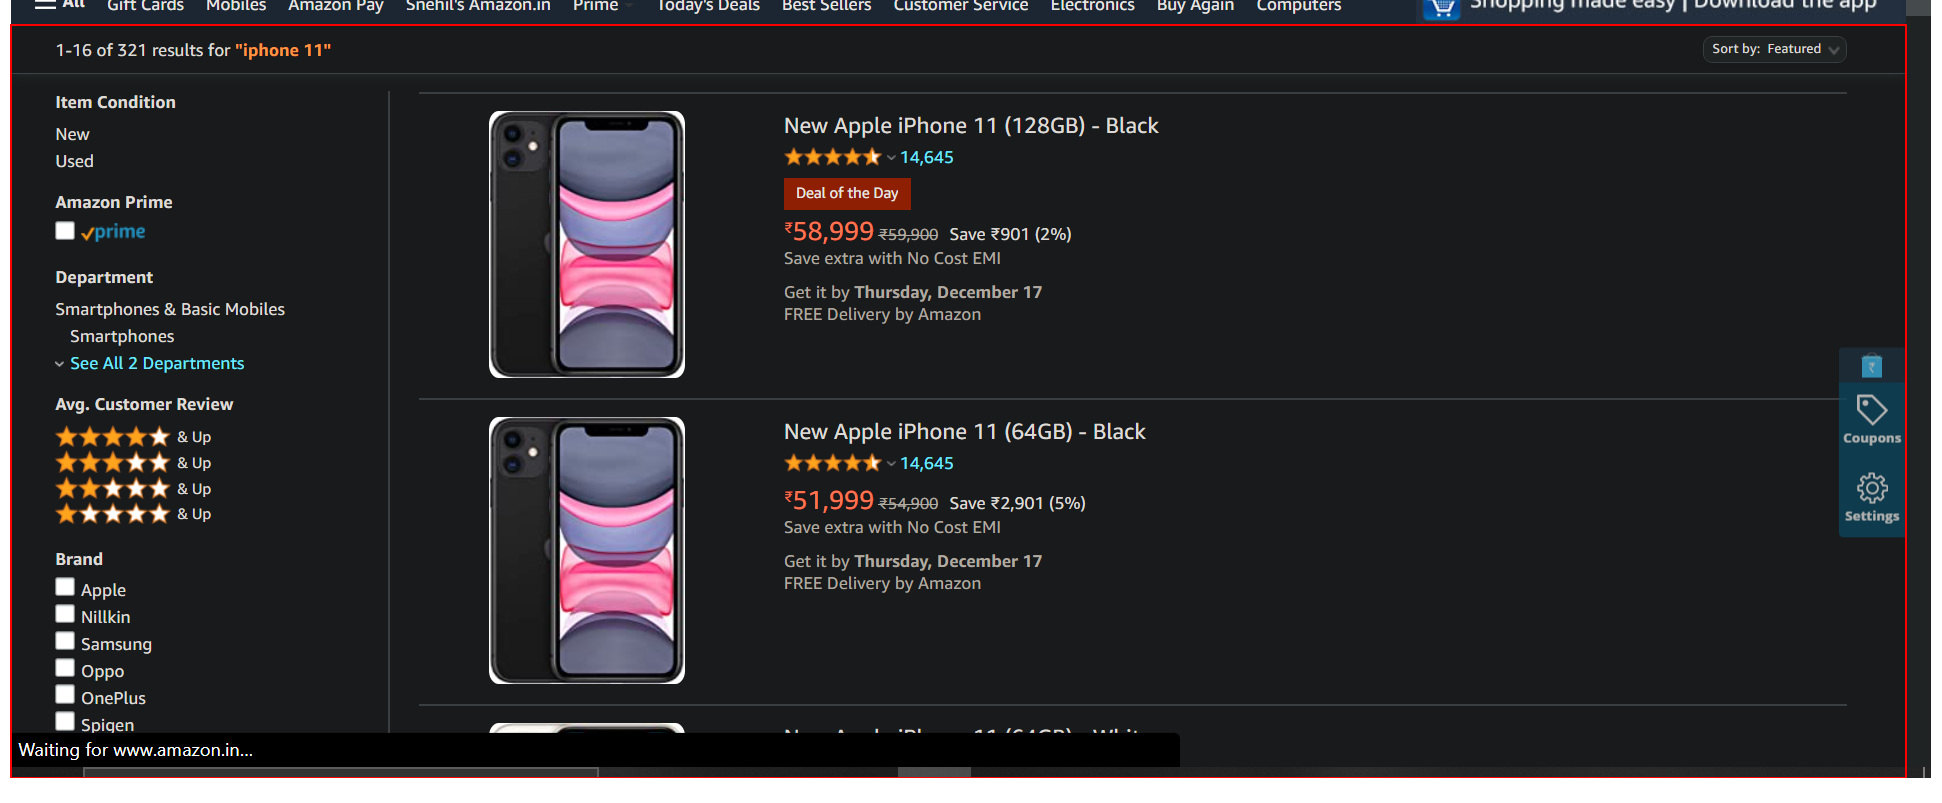 All Gift Cards Mobiles Amazon Pay Snehil's Amazon.in Prime Today's Deals Best Sellers Customer Service Electronics Buy Again Computers Shopping made easy | Download the app
1-16 of 321 results for "iphone 11"
Sort by: Featured
Item Condition
New
Used
Amazon Prime
prime
Department
Smartphones & Basic Mobiles
Smartphones
See All 2 Departments
Avg. Customer Review
& Up
& Up
& Up
& Up
Brand
Apple
Nillkin
Samsung
Oppo
OnePlus
Spigen
New Apple iPhone 11 (128GB) - Black
14,645
Deal of the Day
₹58,999 ₹59,900 Save ₹901 (2%)
Save extra with No Cost EMI
Get it by Thursday, December 17
FREE Delivery by Amazon
New Apple iPhone 11 (64GB) - Black
14,645
₹51,999 ₹54,900 Save ₹2,901 (5%)
Save extra with No Cost EMI
Get it by Thursday, December 17
FREE Delivery by Amazon
New Apple iPhone 11 (64GB) - White
₹
Coupons
Settings
Waiting for www.amazon.in...